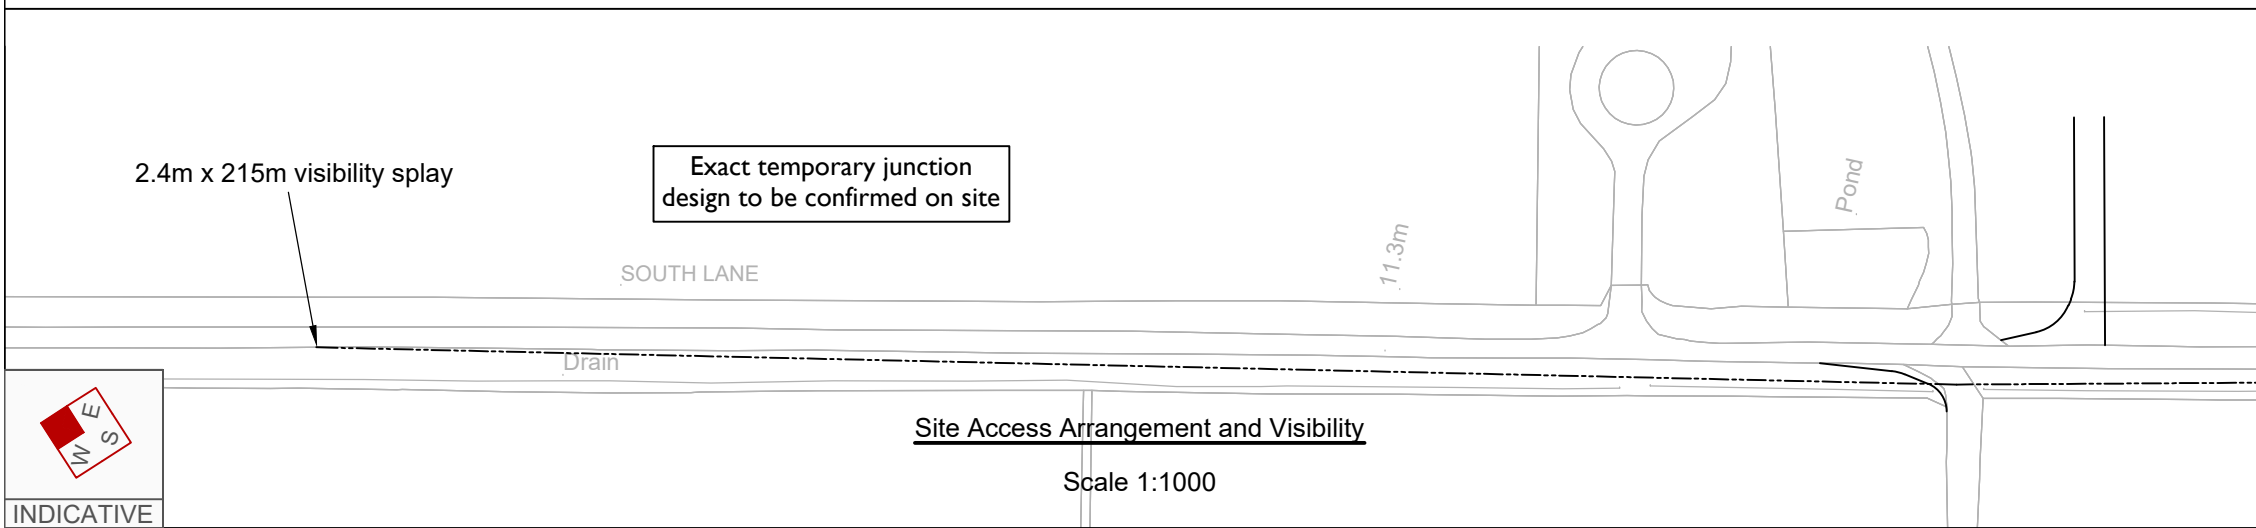 2.4m x 215m visibility splay
Exact temporary junction
design to be confirmed on site
Pond
11.3m
SOUTH LANE
Drain
E
S
W
Site Access Arrangement and Visibility
Scale 1:1000
INDICATIVE